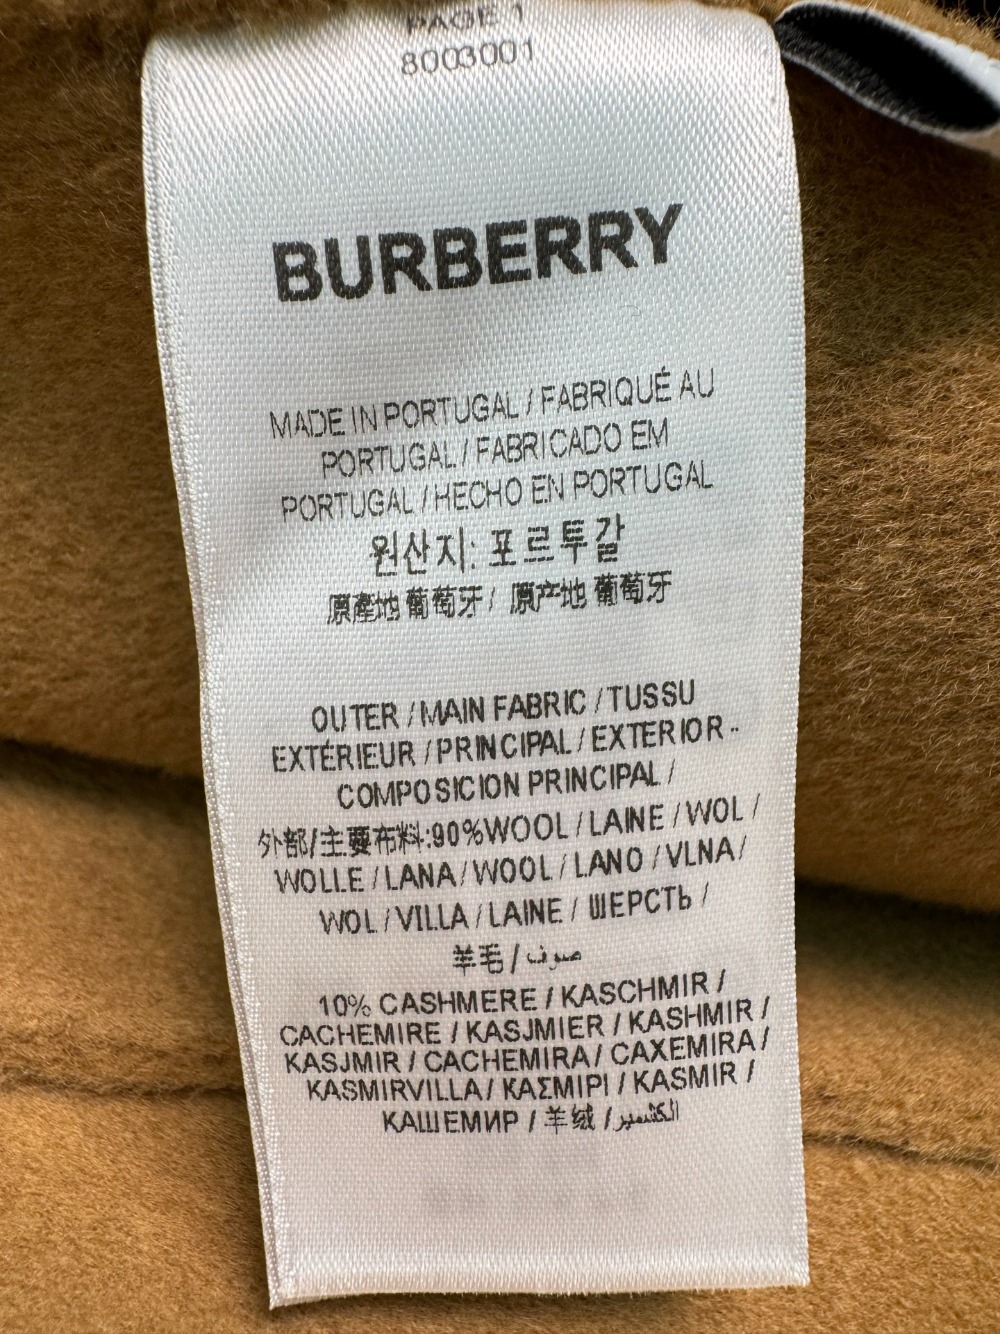 PAGE 1
8003001
BURBERRY
MADE IN PORTUGAL / FABRIQUÉ AU
PORTUGAL / FABRICADO EM
PORTUGAL / HECHO EN PORTUGAL
원산지: 포르투갈
原產地 葡萄牙 / 原产地 葡萄牙
OUTER / MAIN FABRIC / TUSSU
EXTÉRIEUR / PRINCIPAL / EXTERIOR -
COMPOSICION PRINCIPAL /
外部/主要布料:90%WOOL / LAINE / WOL /
WOLLE / LANA / WOOL / LANO / VLNA /
WOL / VILLA / LAINE / ШЕРСТЬ /
羊毛 / صوف
10% CASHMERE / KASCHMIR /
CACHEMIRE / KASJMIER / KASHMIR /
KASJMIR / CACHEMIRA / CAXEMIRA /
KASMIRVILLA / ΚΑΣΜΙΡΙ / KASMIR /
КАШЕМИР / 羊绒 / الكشمير